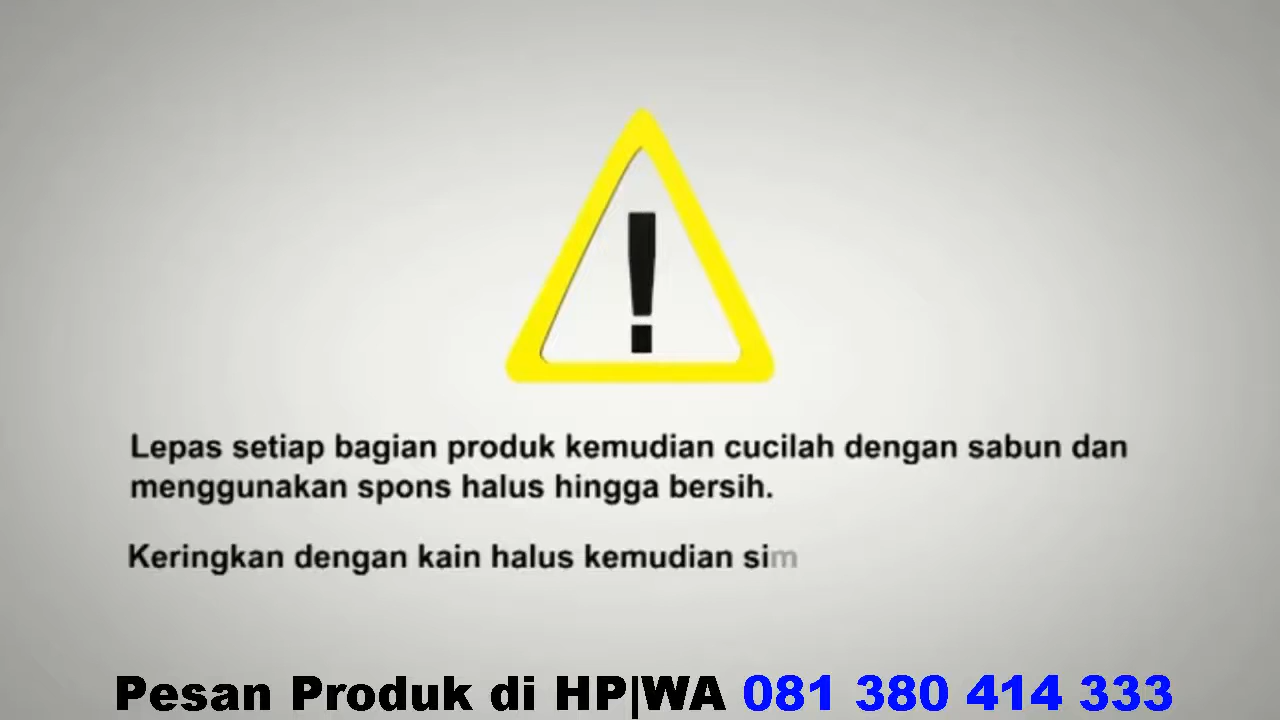 Lepas setiap bagian produk kemudian cucilah dengan sabun dan
menggunakan spons halus hingga bersih.
Keringkan dengan kain halus kemudian sim
Pesan Produk di HP|WA 081 380 414 333